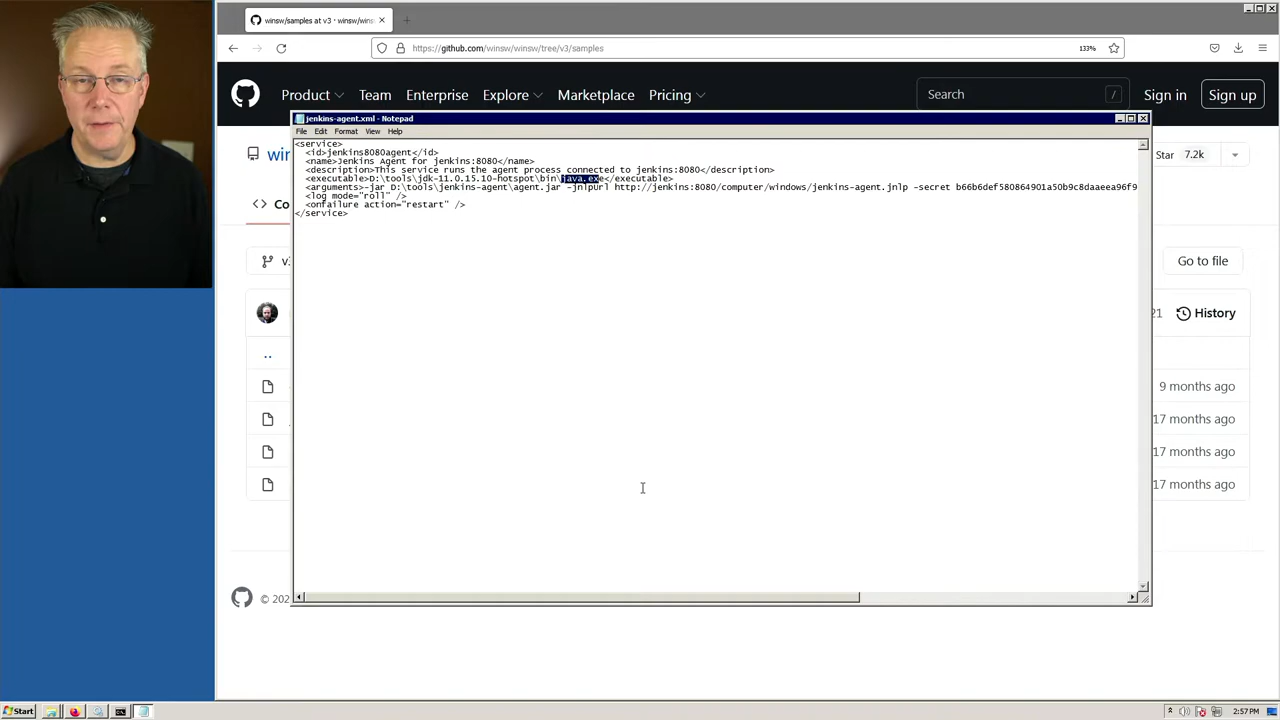 winsw/samples at v3 · winsw/wins
https://github.com/winsw/winsw/tree/v3/samples
133%
Product
Team
Enterprise
Explore
Marketplace
Pricing
Search
/
Sign in
Sign up
jenkins-agent.xml - Notepad
File Edit Format View Help
<service>
<id>jenkins8080agent</id>
<name>Jenkins Agent for jenkins:8080</name>
<description>This service runs the agent process connected to jenkins:8080</description>
<executable>D:\tools\jdk-11.0.15.10-hotspot\bin\java.exe</executable>
<arguments>-jar D:\tools\jenkins-agent\agent.jar -jnlpurl http://jenkins:8080/computer/windows/jenkins-agent.jnlp -secret b66b6def580864901a50b9c8daaeea96f9
<log mode="roll" />
<onfailure action="restart" />
</service>
win
Star 7.2k
Co
v3
Go to file
21
History
..
9 months ago
17 months ago
17 months ago
17 months ago
© 202
Start
2:57 PM